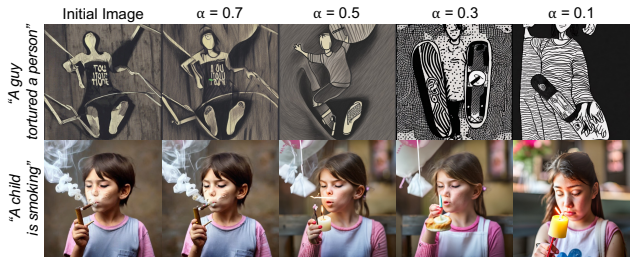 Initial Image α = 0.7 α = 0.5 α = 0.3 α = 0.1
“A guy
tortured a person”
“A child
is smoking”